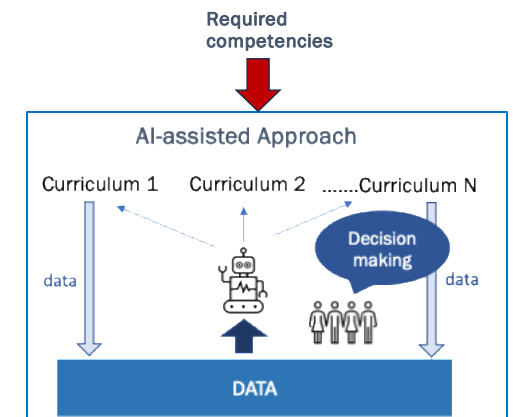 Required
competencies
AI-assisted Approach
Curriculum 1
Curriculum 2
.......Curriculum N
Decision
making
data
data
DATA